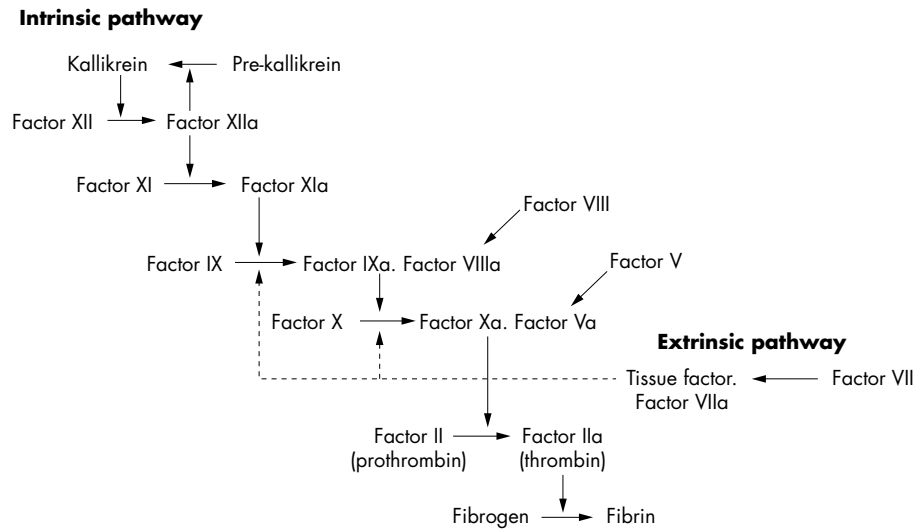 Intrinsic pathway
Kallikrein
Pre-kallikrein
Factor XII
Factor XIIa
Factor XI
Factor XIa
Factor VIII
Factor IX
Factor IXa. Factor VIIIa
Factor V
Factor X
Factor Xa. Factor Va
Extrinsic pathway
Tissue factor.
Factor VIIa
Factor VII
Factor II
(prothrombin)
Factor IIa
(thrombin)
Fibrogen
Fibrin